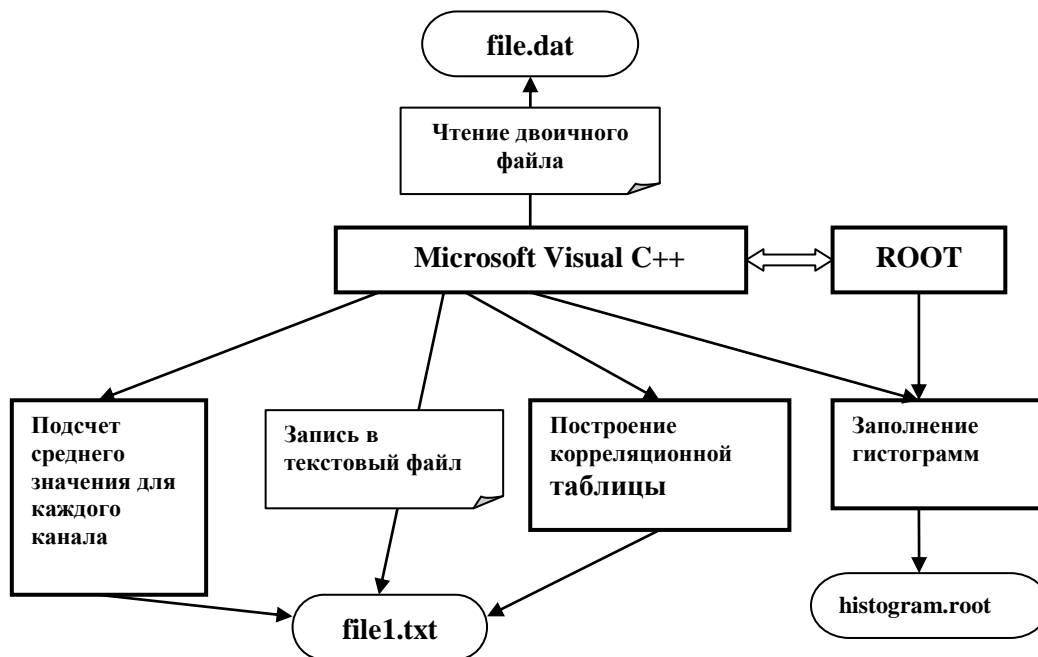 file.dat
Чтение двоичного
файла
Microsoft Visual C++
ROOT
Подсчет
среднего
значения для
каждого
канала
Запись в
текстовый файл
Построение
корреляционной
таблицы
Заполнение
гистограмм
file1.txt
histogram.root